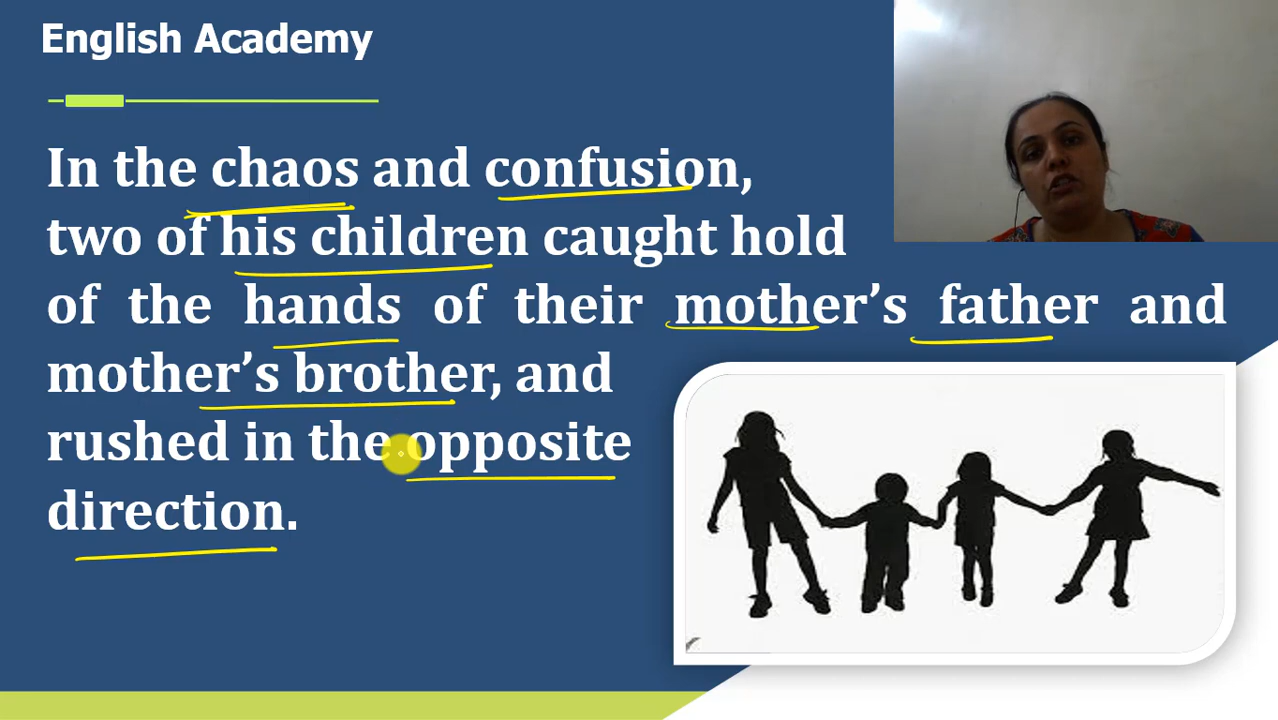 English Academy
In the chaos and confusion,
two of his children caught hold
of the hands of their mother’s father and
mother’s brother, and
rushed in the opposite
direction.